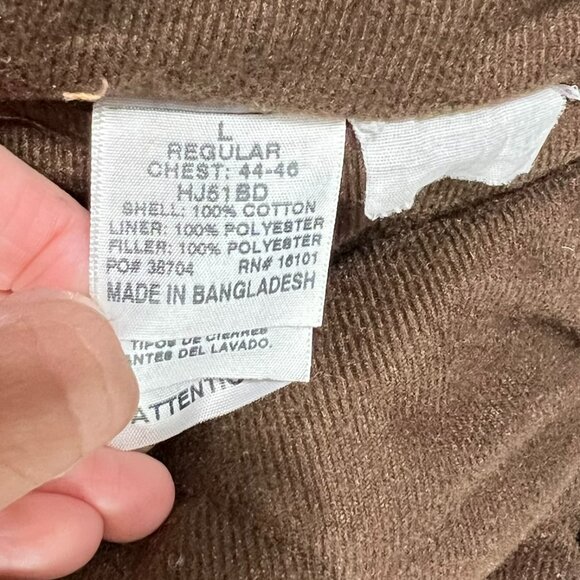 L
REGULAR
CHEST: 44-46
HJ51BD
SHELL: 100% COTTON
LINER: 100% POLYESTER
FILLER: 100% POLYESTER
PO# 38704 RN# 16101
MADE IN BANGLADESH
TIPOS DE CIERRES
ANTES DEL LAVADO.
ATTENTIO